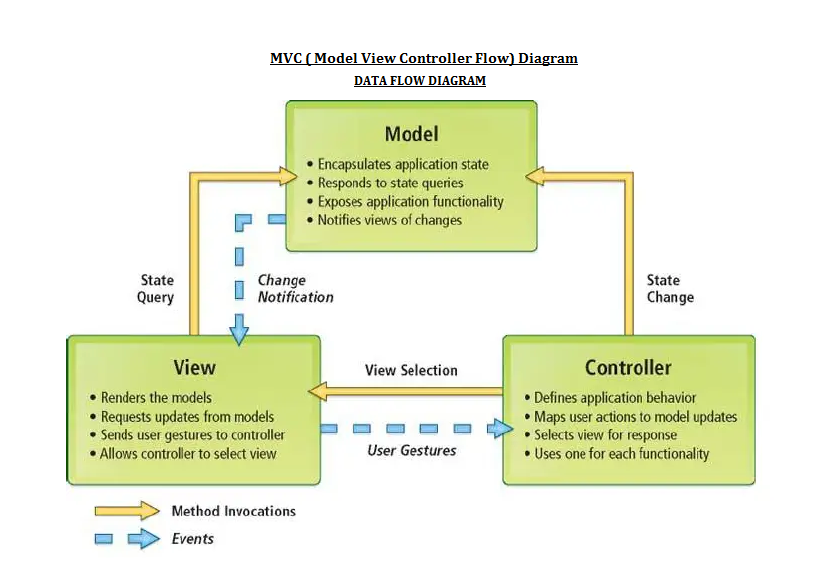 MVC ( Model View Controller Flow) Diagram
DATA FLOW DIAGRAM
Model
• Encapsulates application state
• Responds to state queries
• Exposes application functionality
• Notifies views of changes
State
Query
Change
Notification
State
Change
View
• Renders the models
• Requests updates from models
• Sends user gestures to controller
• Allows controller to select view
View Selection
User Gestures
Controller
• Defines application behavior
• Maps user actions to model updates
• Selects view for response
• Uses one for each functionality
Method Invocations
Events